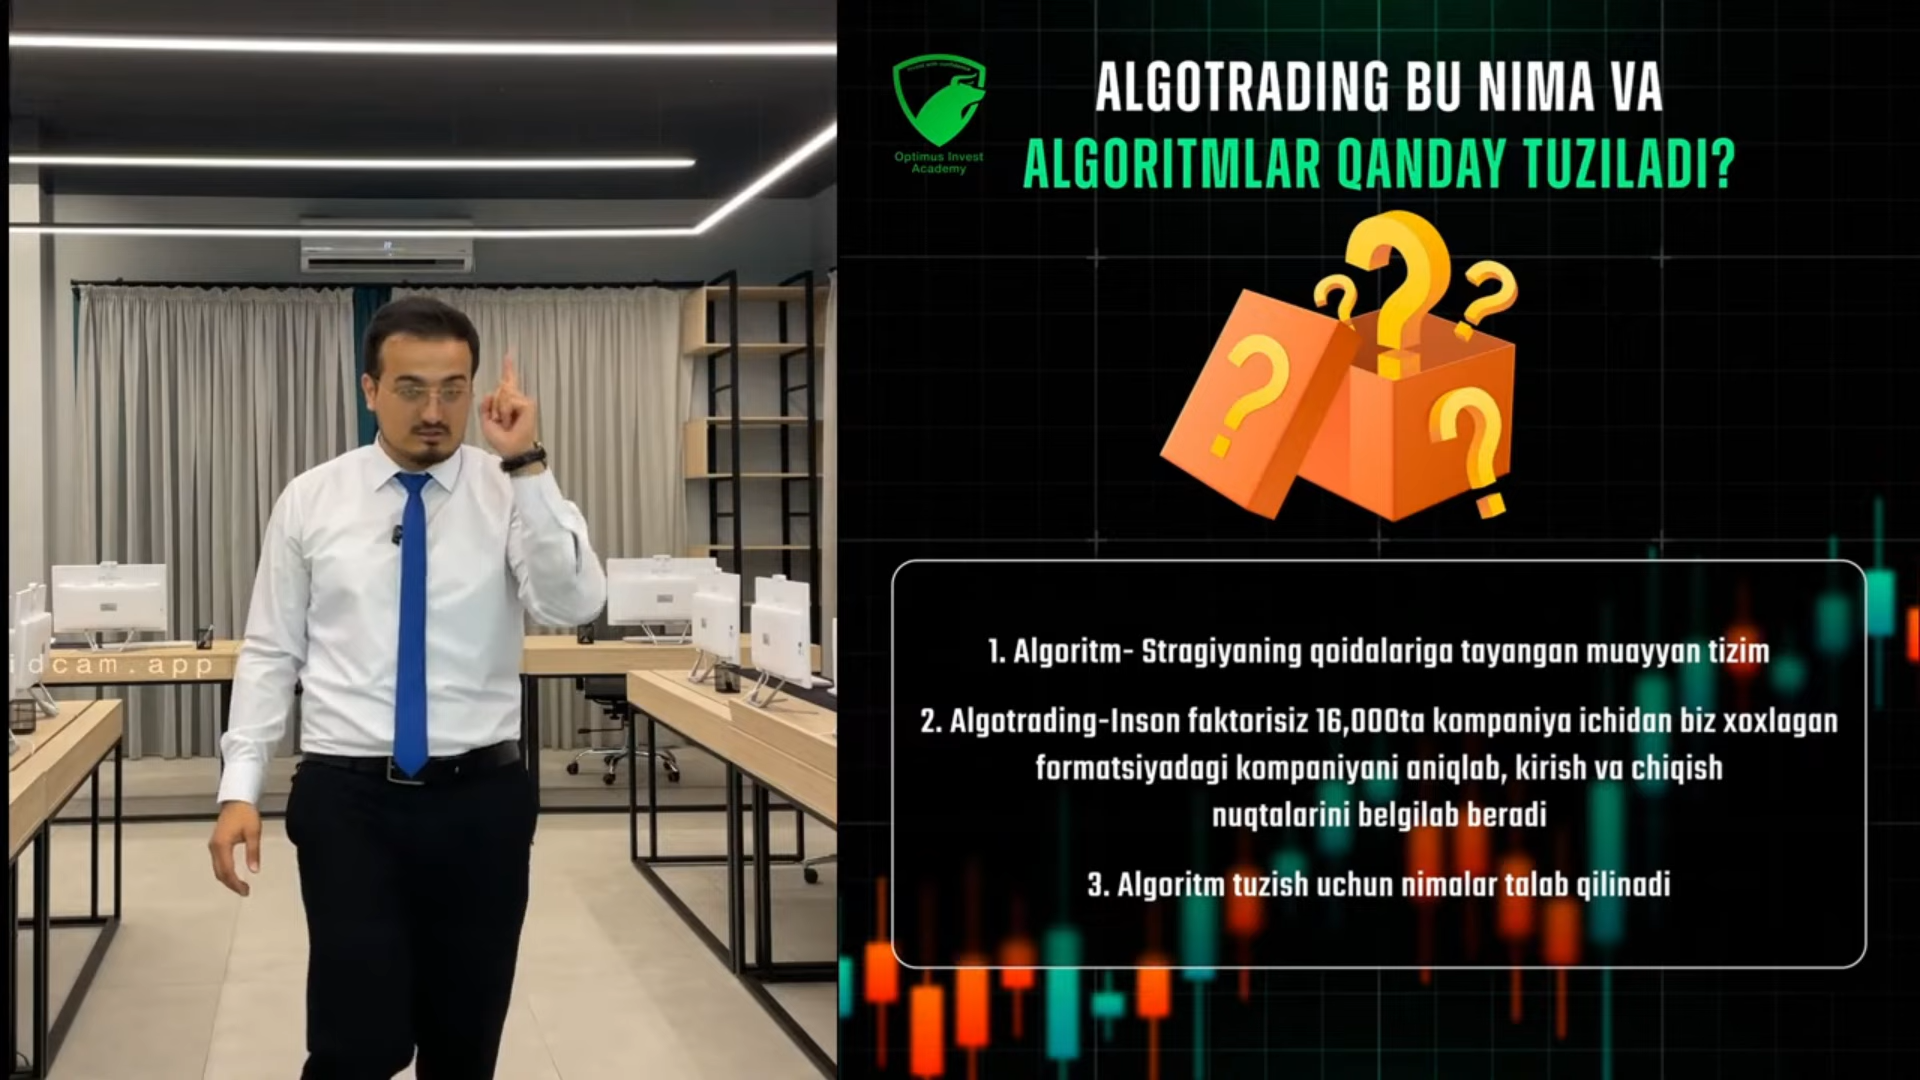 ALGOTRADING BU NIMA VA
ALGORITMLAR QANDAY TUZILADI?
Optimus Invest
Academy
idcam.app
1. Algoritm- Stragiyaning qoidalariga tayangan muayyan tizim
2. Algotrading-Inson faktorisiz 16,000ta kompaniya ichidan biz xoxlagan
formatsiyadagi kompaniyani aniqlab, kirish va chiqish
nuqtalarini belgilab beradi
3. Algoritm tuzish uchun nimalar talab qilinadi